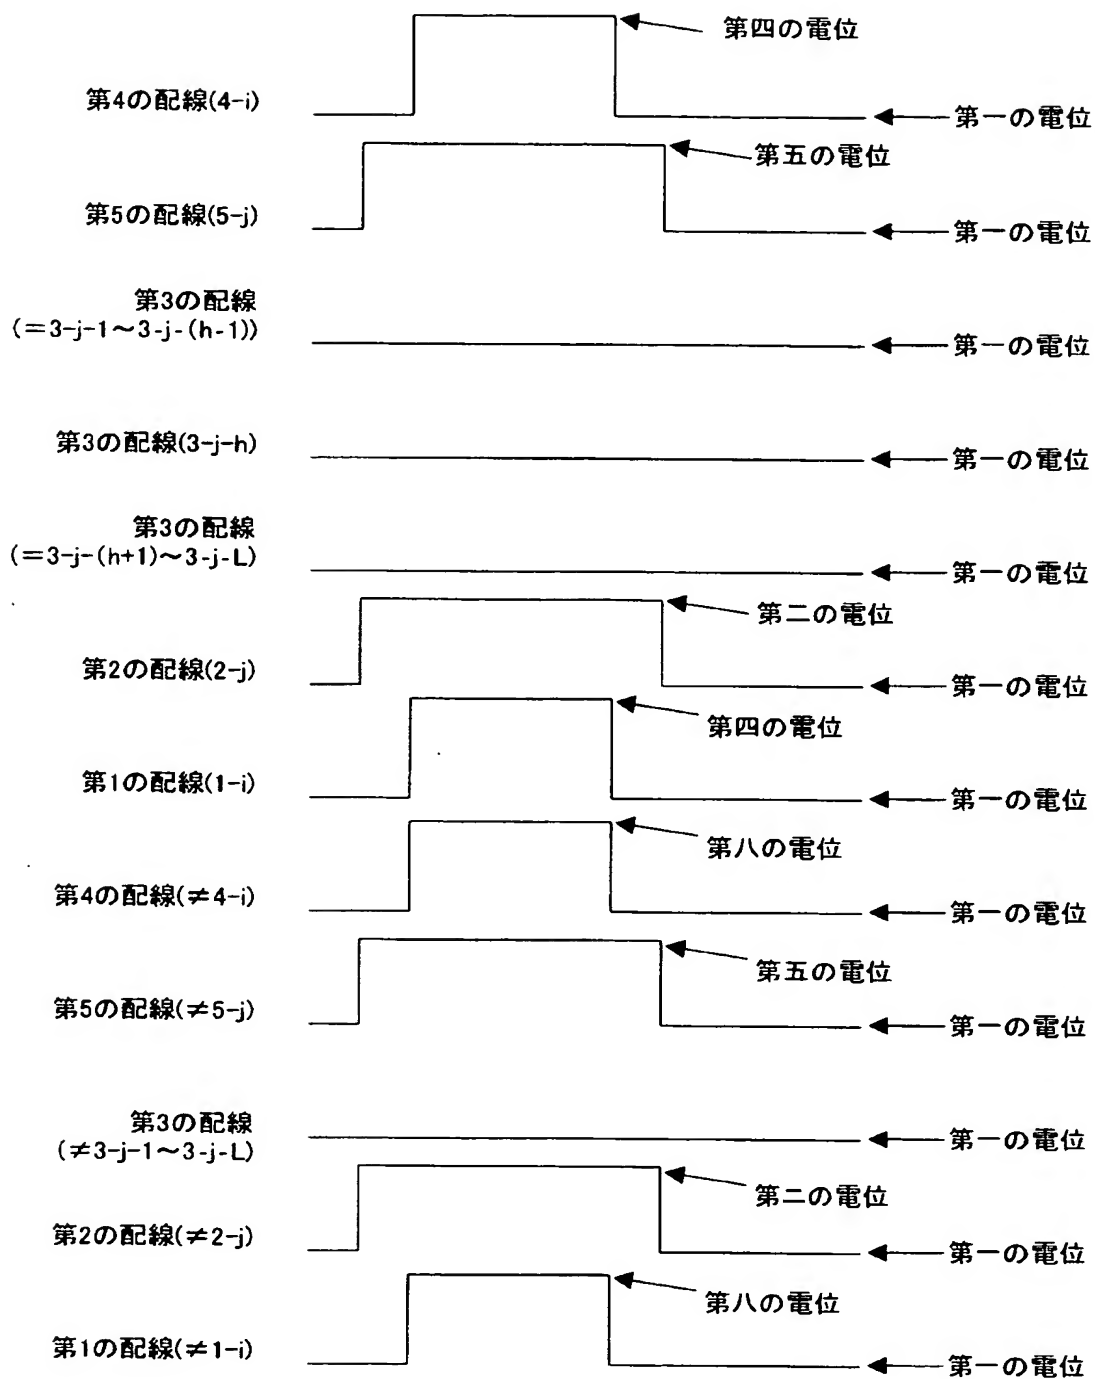 第四の電位
第4の配線(4-i)
第一の電位
第五の電位
第5の配線(5-j)
第一の電位
第3の配線
(=3-j-1~3-j-(h-1))
第一の電位
第3の配線(3-j-h)
第一の電位
第3の配線
(=3-j-(h+1)~3-j-L)
第一の電位
第二の電位
第2の配線(2-j)
第一の電位
第四の電位
第1の配線(1-i)
第一の電位
第八の電位
第4の配線(≠4-i)
第一の電位
第五の電位
第5の配線(≠5-j)
第一の電位
第3の配線
(≠3-j-1~3-j-L)
第一の電位
第二の電位
第2の配線(≠2-j)
第一の電位
第八の電位
第1の配線(≠1-i)
第一の電位